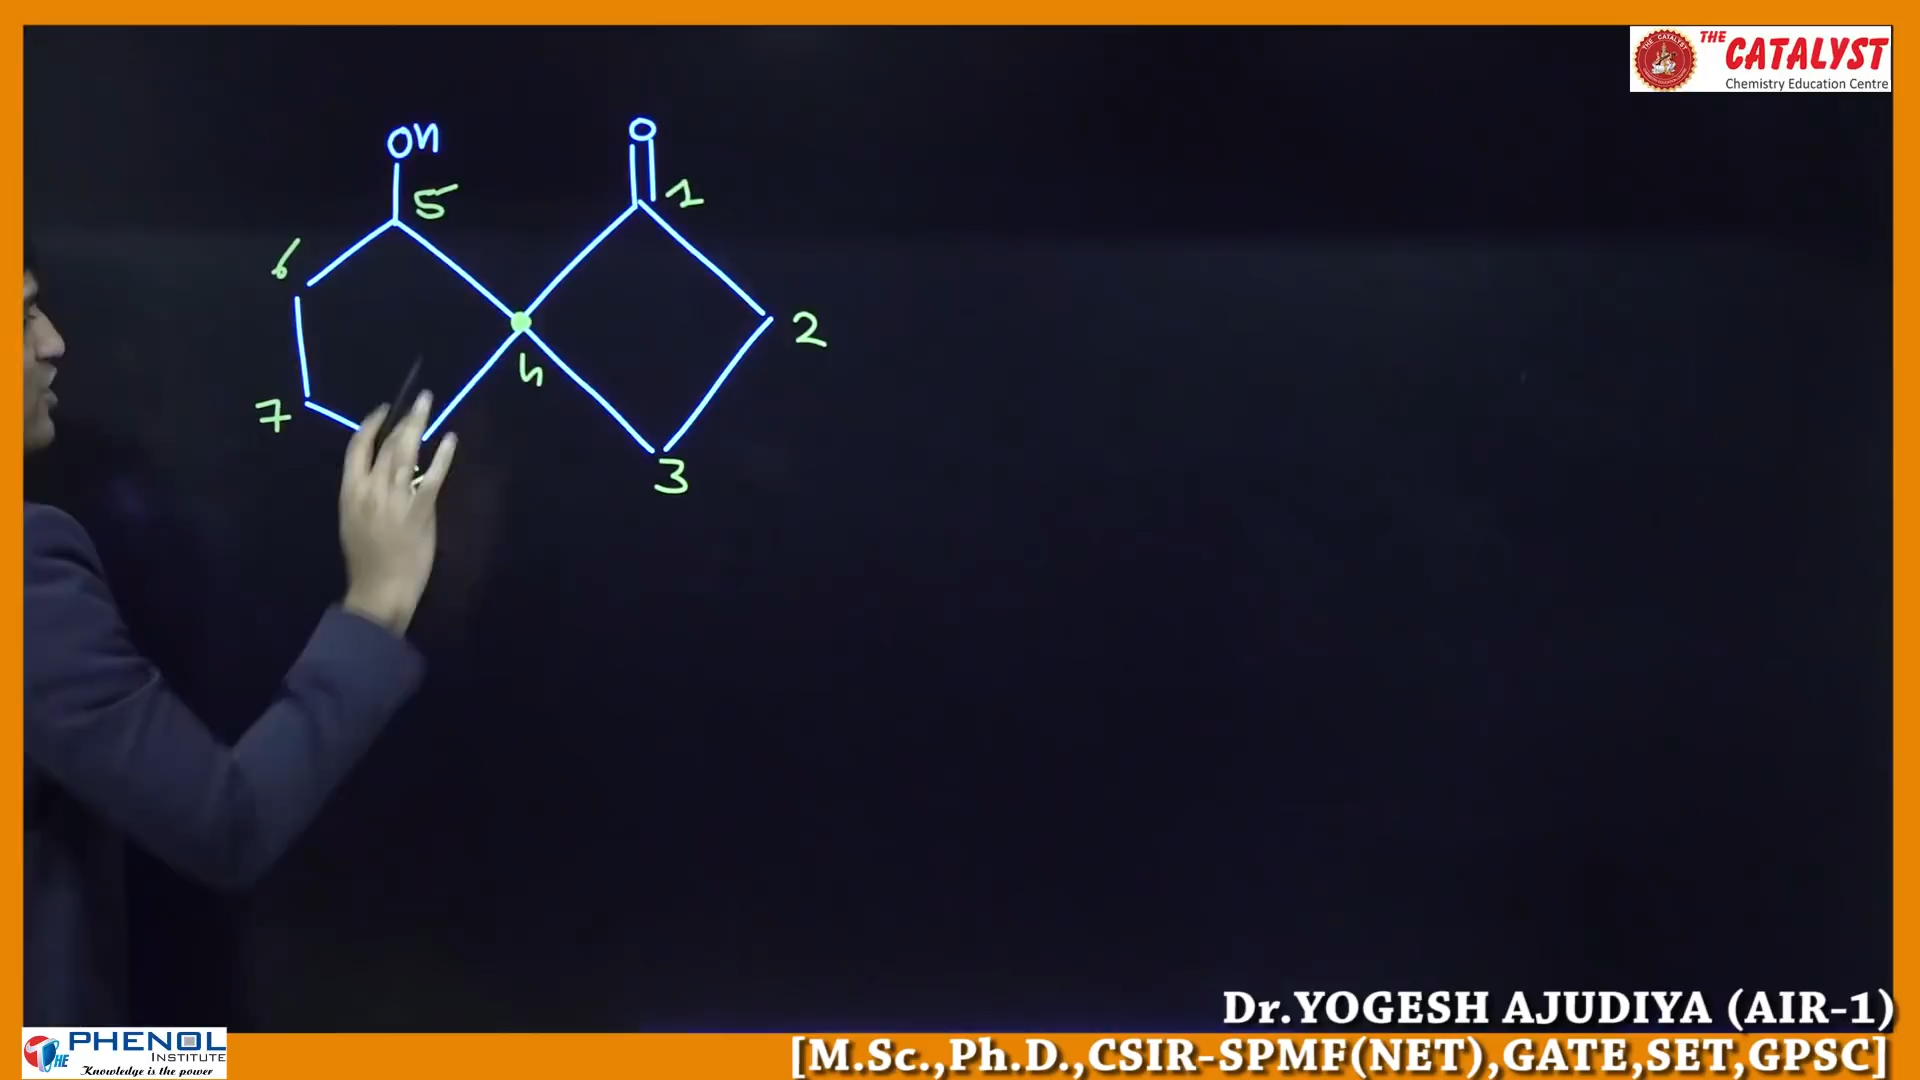 THE CATALYST
Chemistry Education Centre
OH
O
5
1
6
2
4
7
3
Dr.YOGESH AJUDIYA (AIR-1)
[M.Sc.,Ph.D.,CSIR-SPMF(NET),GATE,SET,GPSC]
THE PHENOL
INSTITUTE
Knowledge is the power